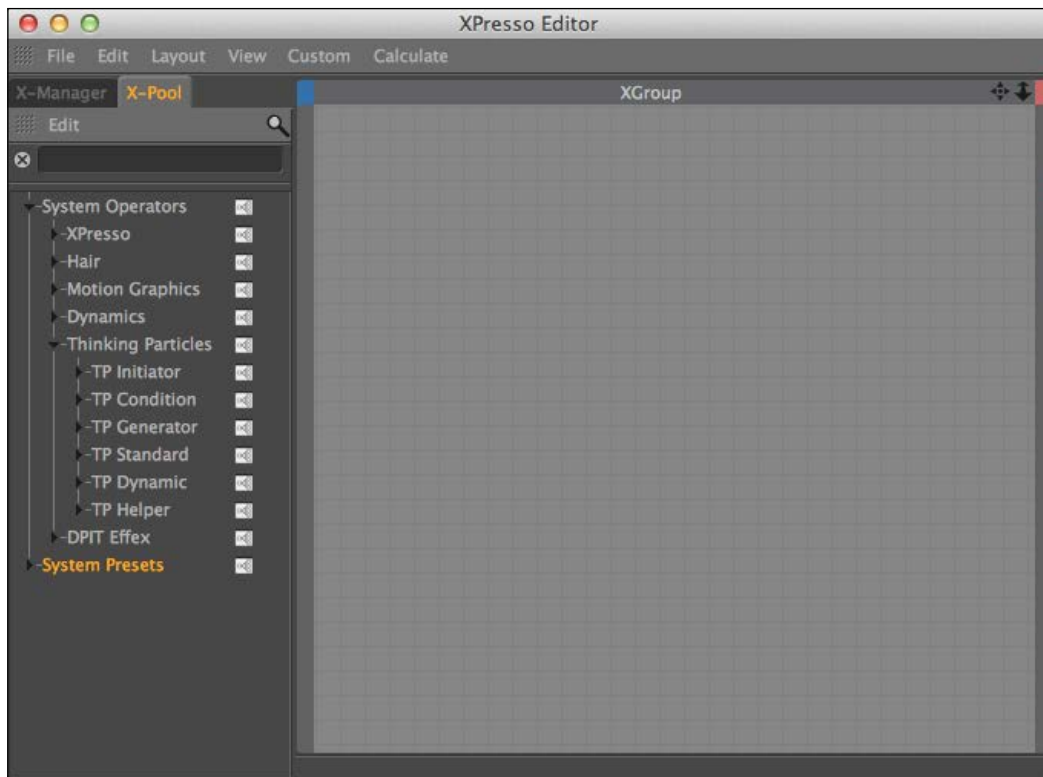 XPresso Editor
File Edit Layout View Custom Calculate
X-Manager X-Pool
XGroup
Edit
System Operators
XPresso
Hair
Motion Graphics
Dynamics
Thinking Particles
TP Initiator
TP Condition
TP Generator
TP Standard
TP Dynamic
TP Helper
DPIT Effex
System Presets